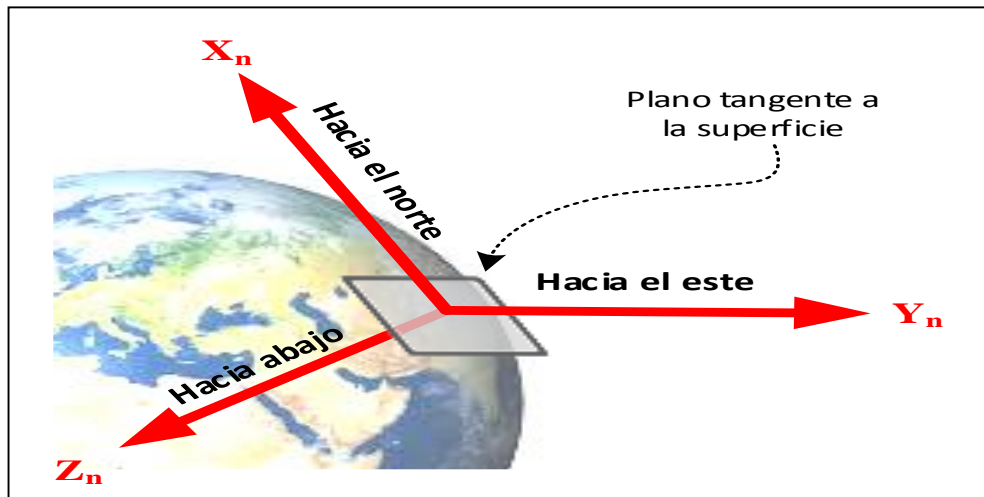 Xₙ
Plano tangente a
la superficie
Hacia el norte
Hacia el este
Yₙ
Hacia abajo
Zₙ